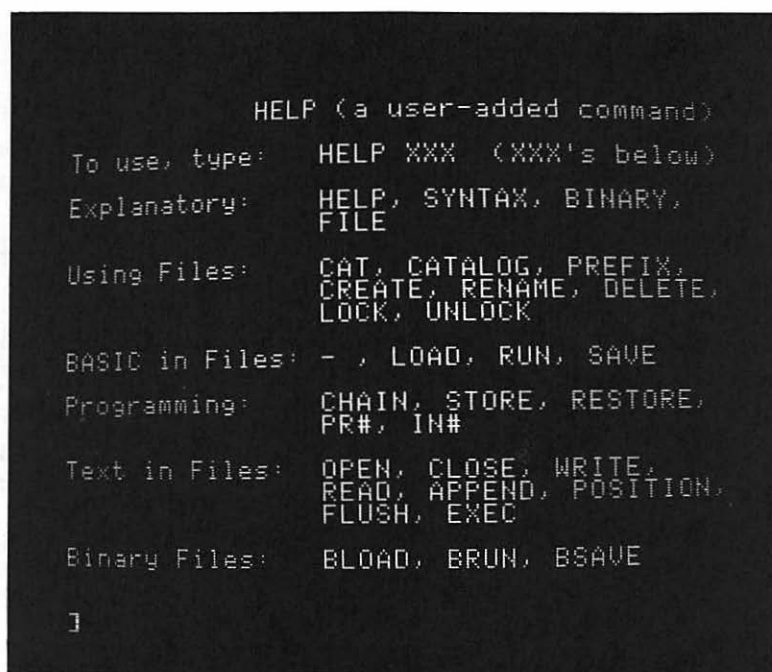 HELP (a user-added command)
To use, type: HELP XXX (XXX's below)
Explanatory: HELP, SYNTAX, BINARY,
FILE
Using Files: CAT, CATALOG, PREFIX,
CREATE, RENAME, DELETE,
LOCK, UNLOCK
BASIC in Files: - , LOAD, RUN, SAVE
Programming: CHAIN, STORE, RESTORE,
PR#, IN#
Text in Files: OPEN, CLOSE, WRITE,
READ, APPEND, POSITION,
FLUSH, EXEC
Binary Files: BLOAD, BRUN, BSAVE
]